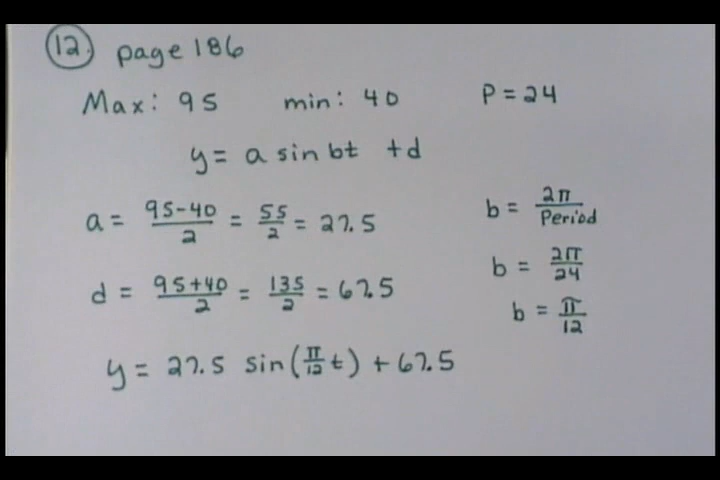 12. page 186
Max: 95 min: 40 P = 24
y = a sin bt + d
a = 95-40/2 = 55/2 = 27.5
b = 2π/Period
d = 95+40/2 = 135/2 = 67.5
b = 2π/24
b = π/12
y = 27.5 sin(π/12 t) + 67.5